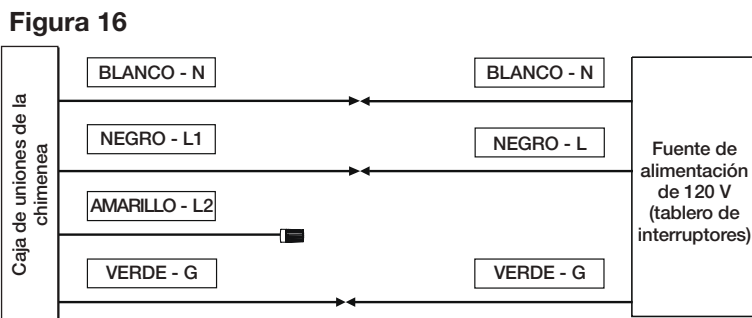 Figura 16
Caja de uniones de la
chimenea
BLANCO - N
BLANCO - N
NEGRO - L1
NEGRO - L
AMARILLO - L2
VERDE - G
VERDE - G
Fuente de
alimentación
de 120 V
(tablero de
interruptores)